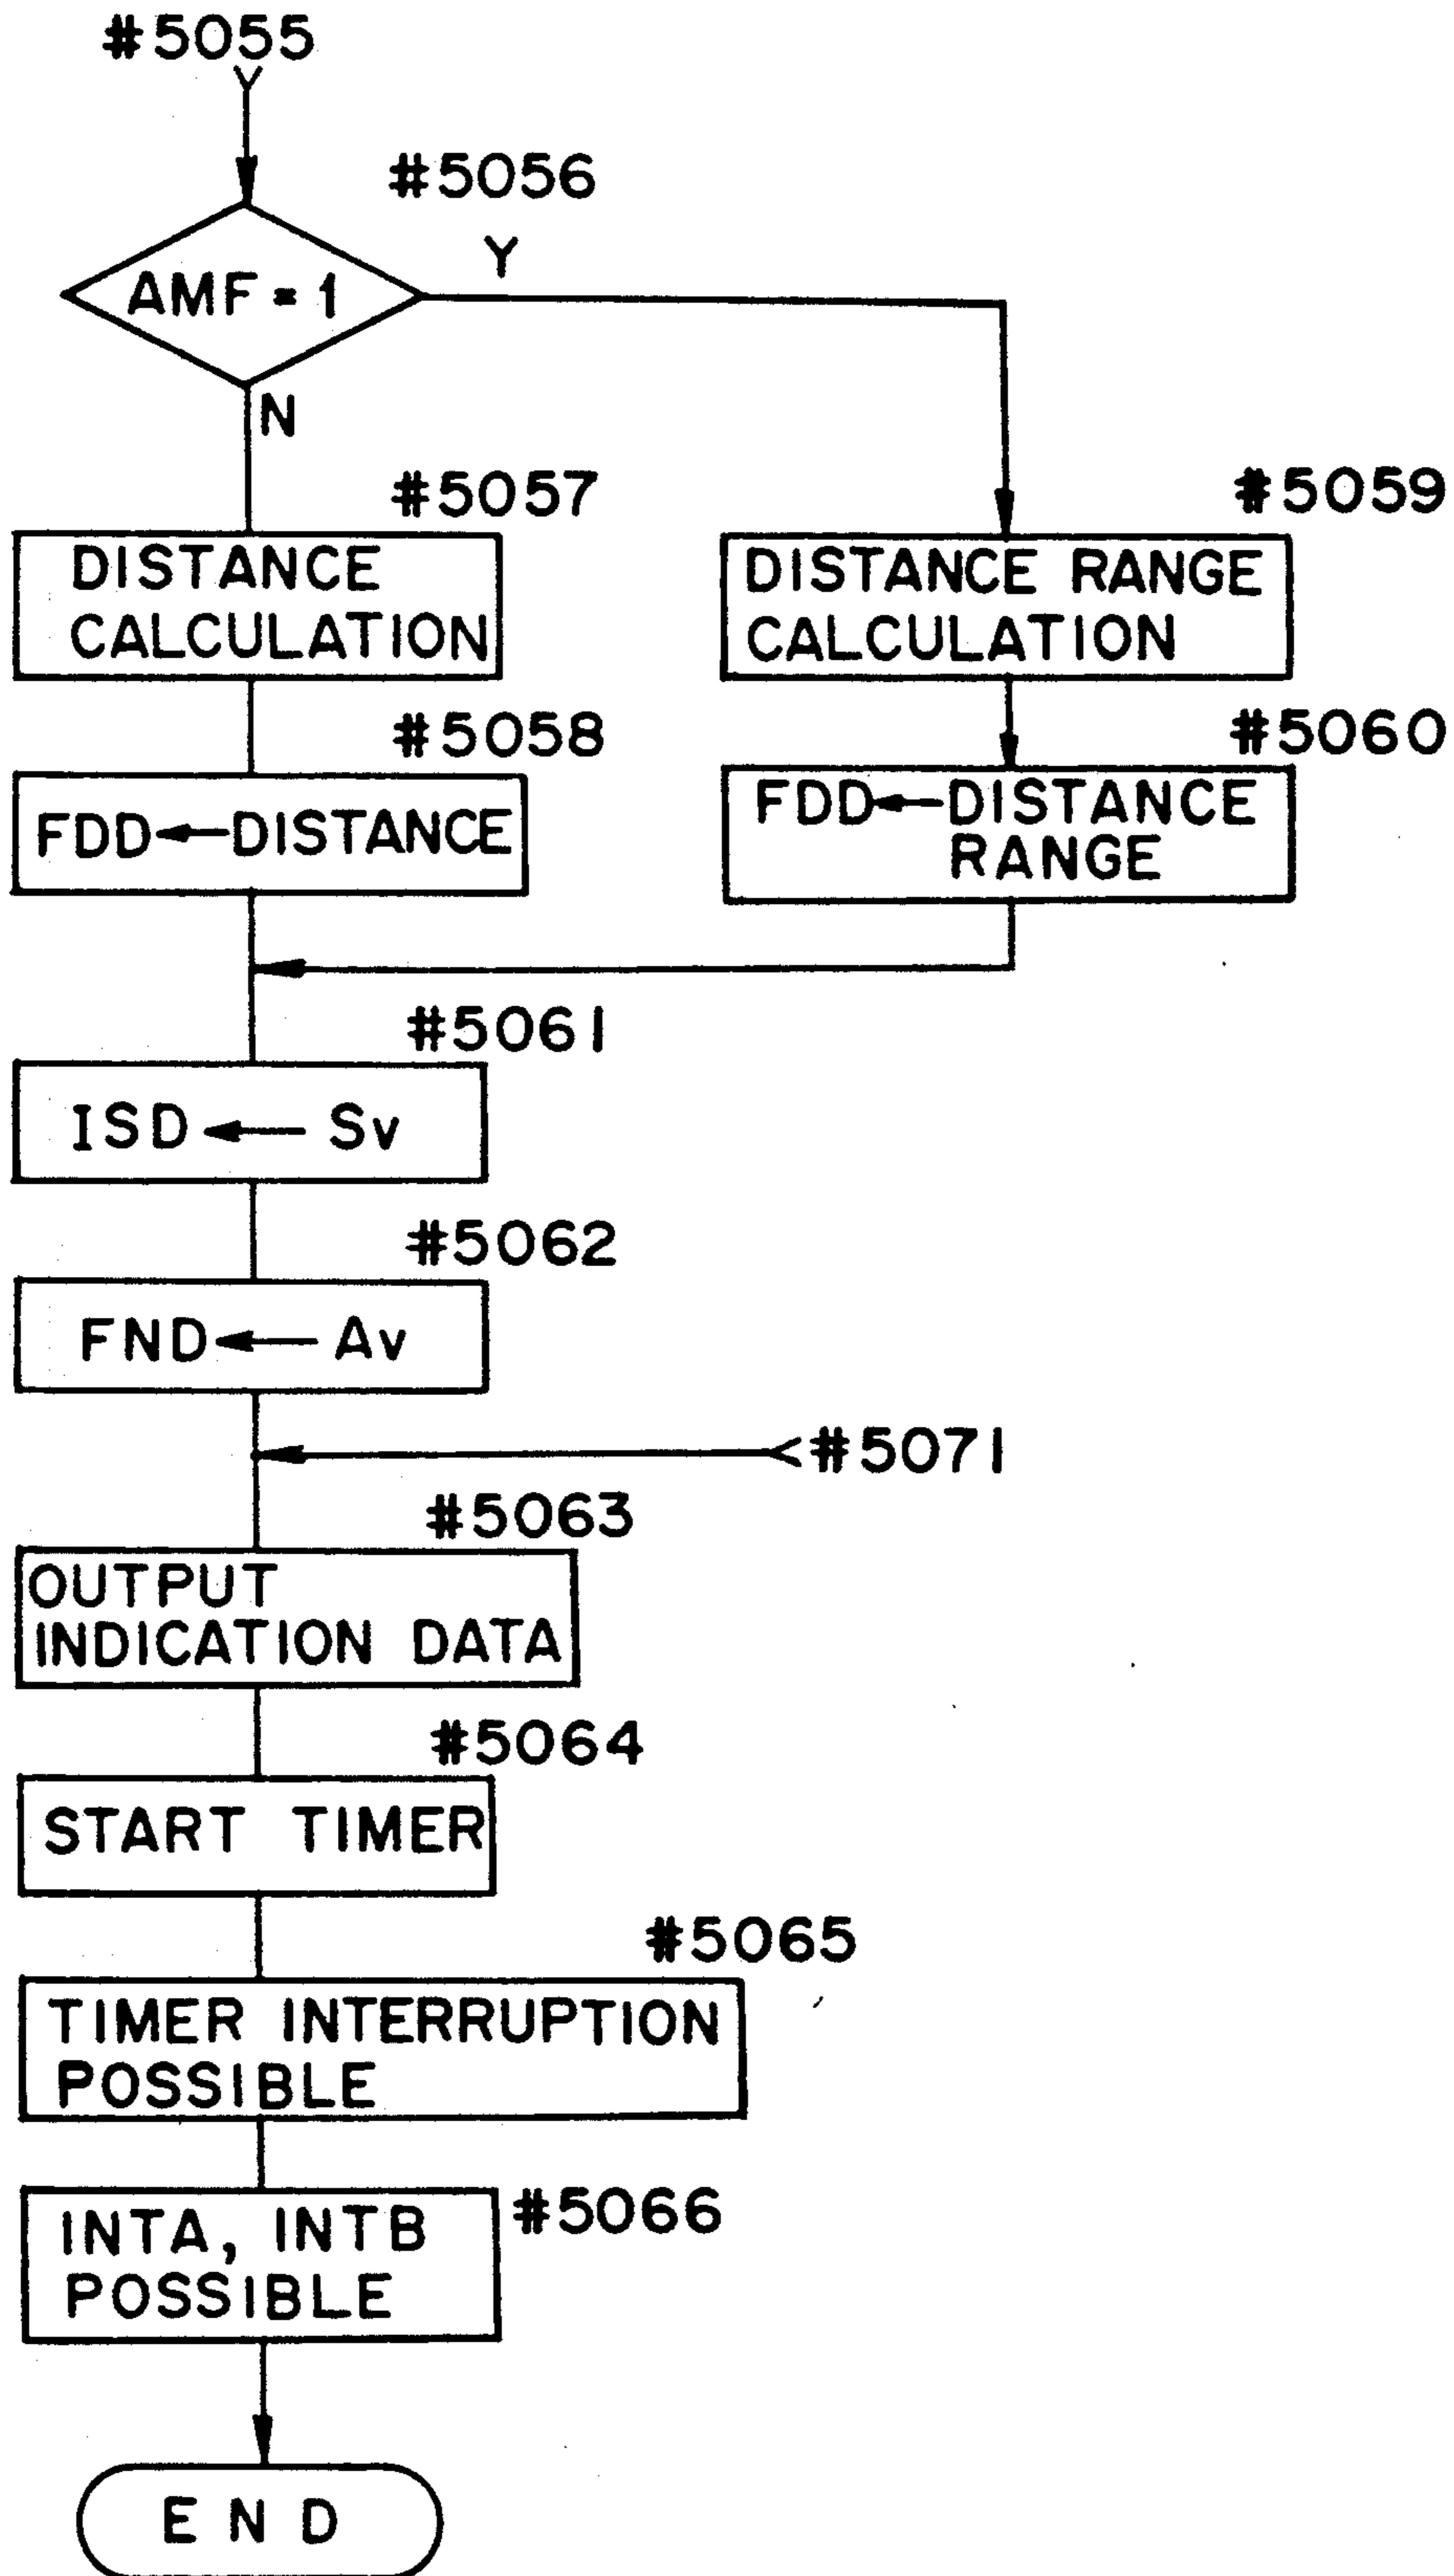 #5055
#5056
AMF = 1
Y
N
#5057
DISTANCE
CALCULATION
#5059
DISTANCE RANGE
CALCULATION
#5058
FDD←DISTANCE
#5060
FDD←DISTANCE
RANGE
#5061
ISD ← Sv
#5062
FND ← Av
#5071
#5063
OUTPUT
INDICATION DATA
#5064
START TIMER
#5065
TIMER INTERRUPTION
POSSIBLE
#5066
INTA, INTB
POSSIBLE
END